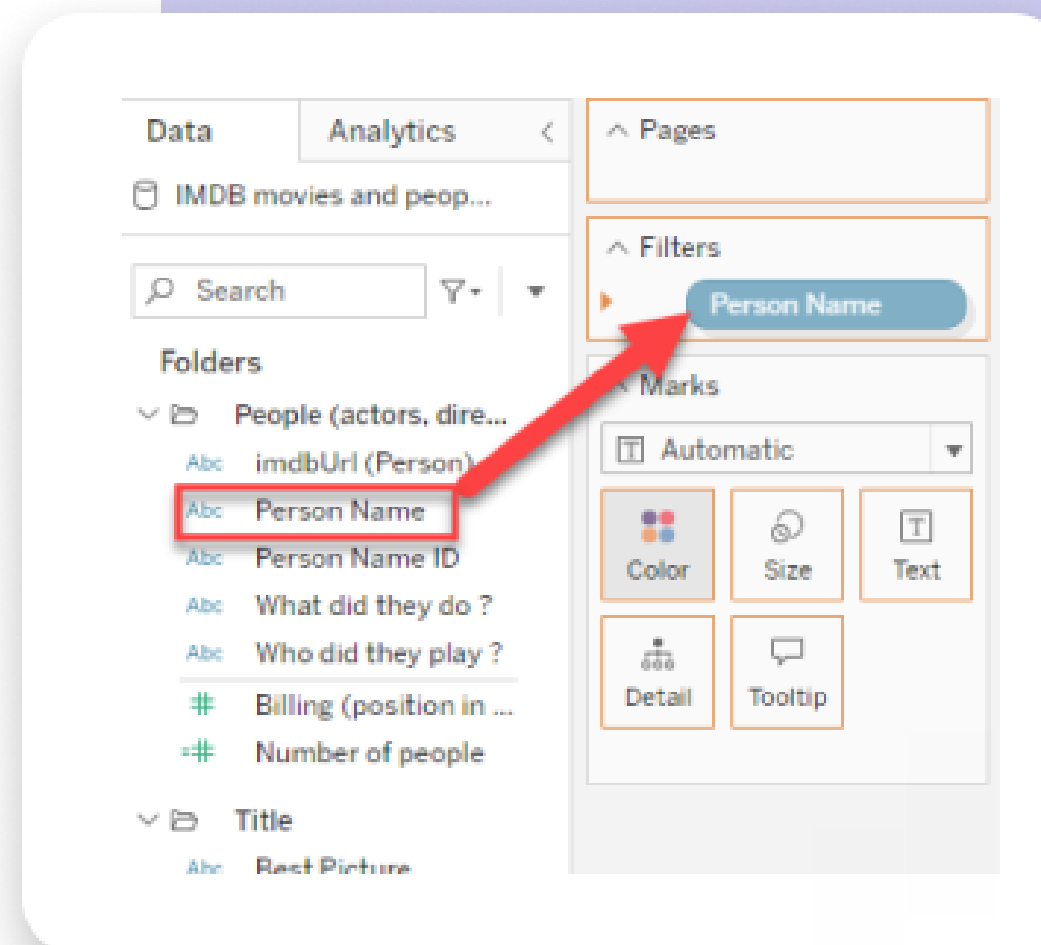 Data
Analytics
IMDB movies and peop...
Search
Folders
People (actors, dire...
Abc imdbUrl (Person)
Abc Person Name
Abc Person Name ID
Abc What did they do ?
Abc Who did they play ?
# Billing (position in ...
=# Number of people
Title
Abc Best Picture
Pages
Filters
Person Name
Marks
T Automatic
Color
Size
T
Text
Detail
Tooltip